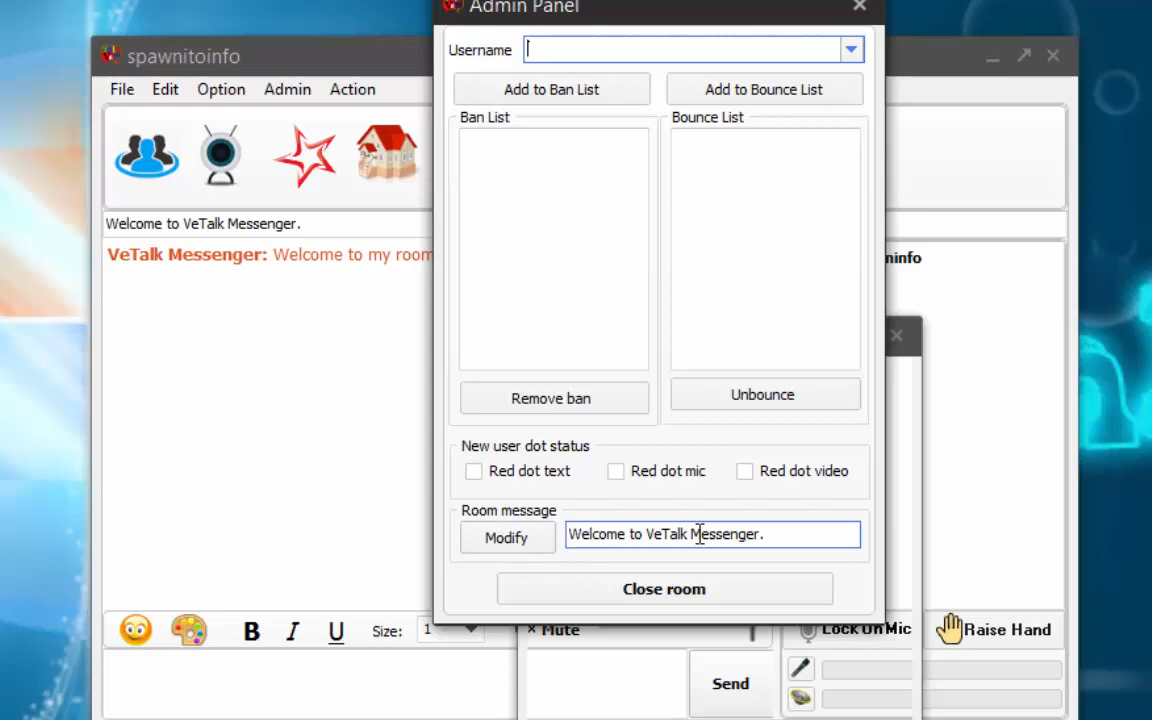 Admin Panel
Username
Add to Ban List
Add to Bounce List
Ban List
Bounce List
Remove ban
Unbounce
New user dot status
Red dot text
Red dot mic
Red dot video
Room message
Modify
Welcome to VeTalk Messenger.
Close room
spawnitoinfo
File Edit Option Admin Action
Welcome to VeTalk Messenger.
VeTalk Messenger: Welcome to my room
ninfo
B I U Size: 1
Mute
Lock On Mic
Raise Hand
Send